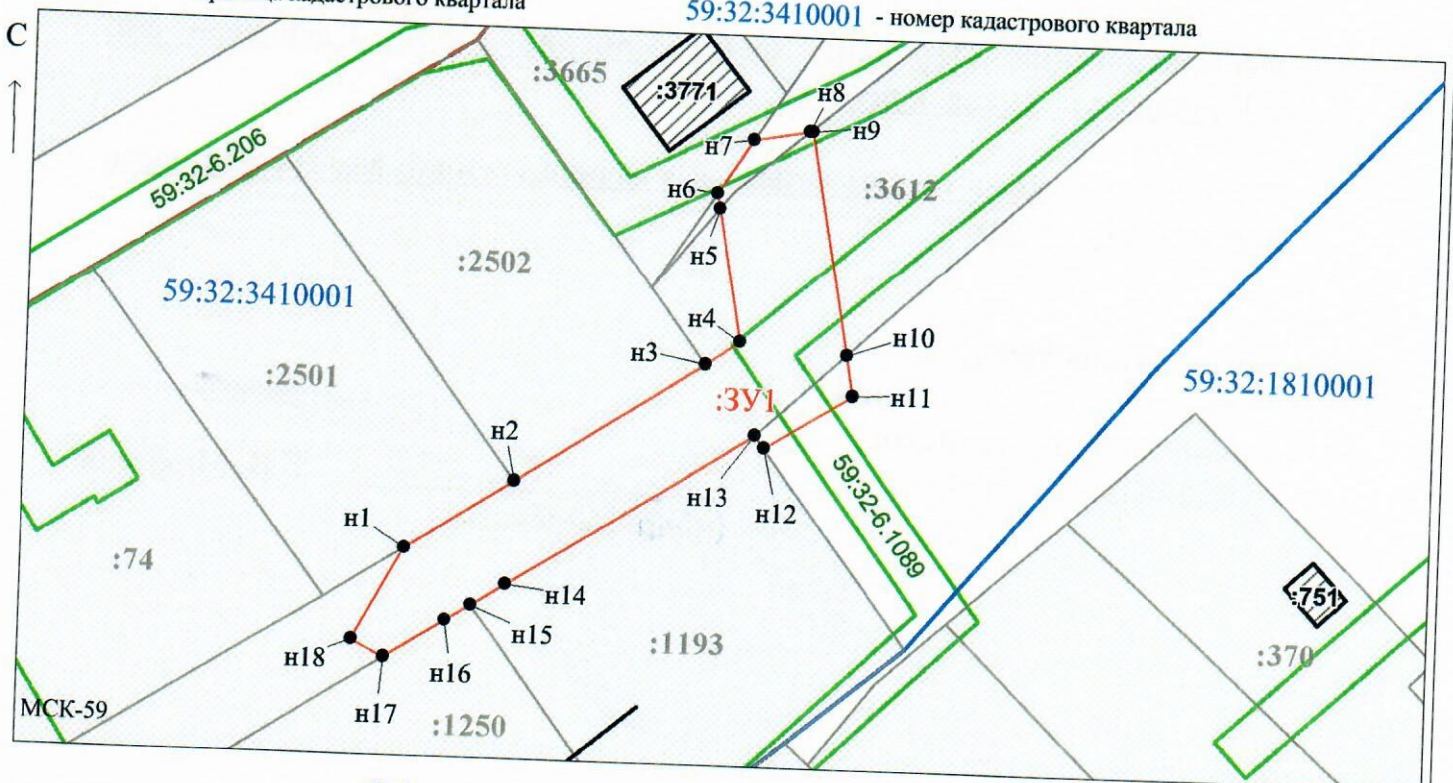 кадастрового квартала
59:32:3410001 - номер кадастрового квартала
С
:3665
:3771
н8
н9
н7
59:32-6.206
н6
:3612
:2502
н5
59:32:3410001
н4
н10
н3
:2501
:ЗУ1
59:32:1810001
н11
н2
н13
н12
59:32-6.1089
н1
:74
н14
:751
н15
:1193
н18
:370
н16
МСК-59
н17
:1250